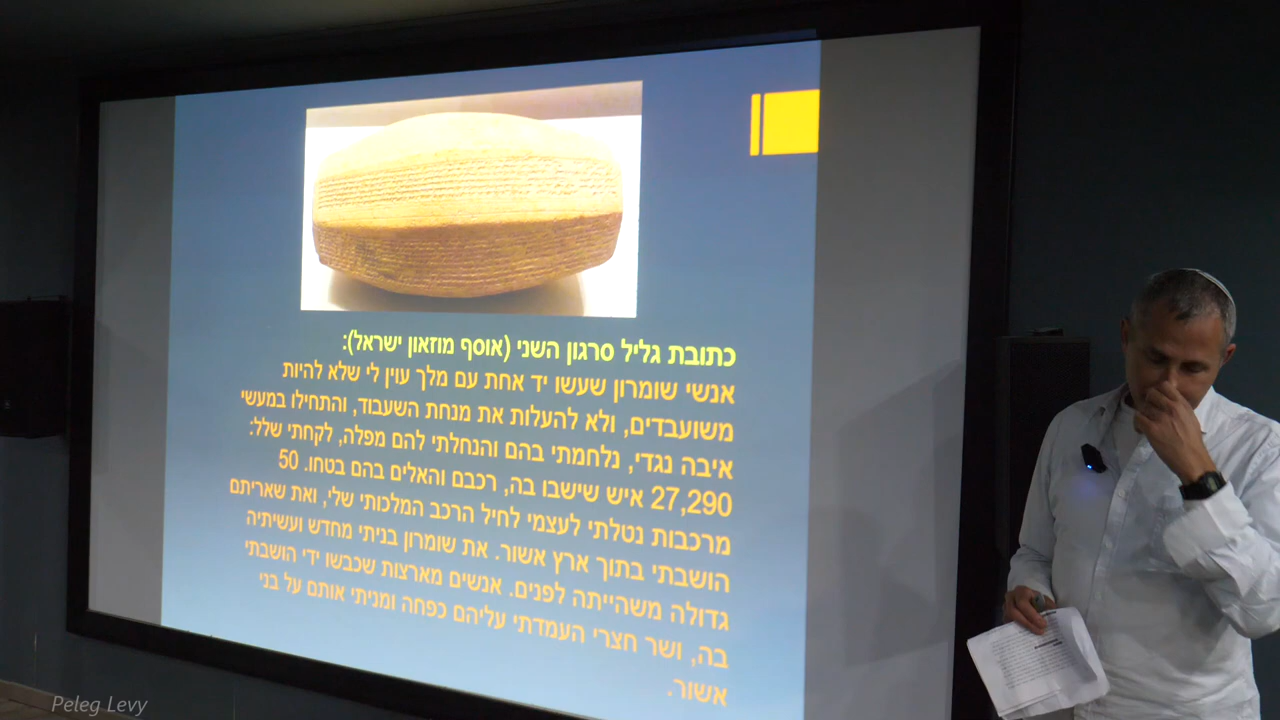 כתובת גליל סרגון השני (אוסף מוזאון ישראל):
אנשי שומרון שעשו יד אחת עם מלך עוין לי שלא להיות
משועבדים, ולא להעלות את מנחת השעבוד, והתחילו במעשי
איבה נגדי, נלחמתי בהם והנחלתי להם מפלה, לקחתי שלל:
27,290 איש שישבו בה, רכבם והאלים בהם בטחו. 50
מרכבות נטלתי לעצמי לחיל הרכב המלכותי שלי, ואת שאריתם
הושבתי בתוך ארץ אשור. את שומרון בניתי מחדש ועשיתיה
גדולה משהייתה לפנים. אנשים מארצות שכבשו ידי הושבתי
בה, ושר חצרי העמדתי עליהם כפחה ומניתי אותם על בני
אשור.
Peleg Levy